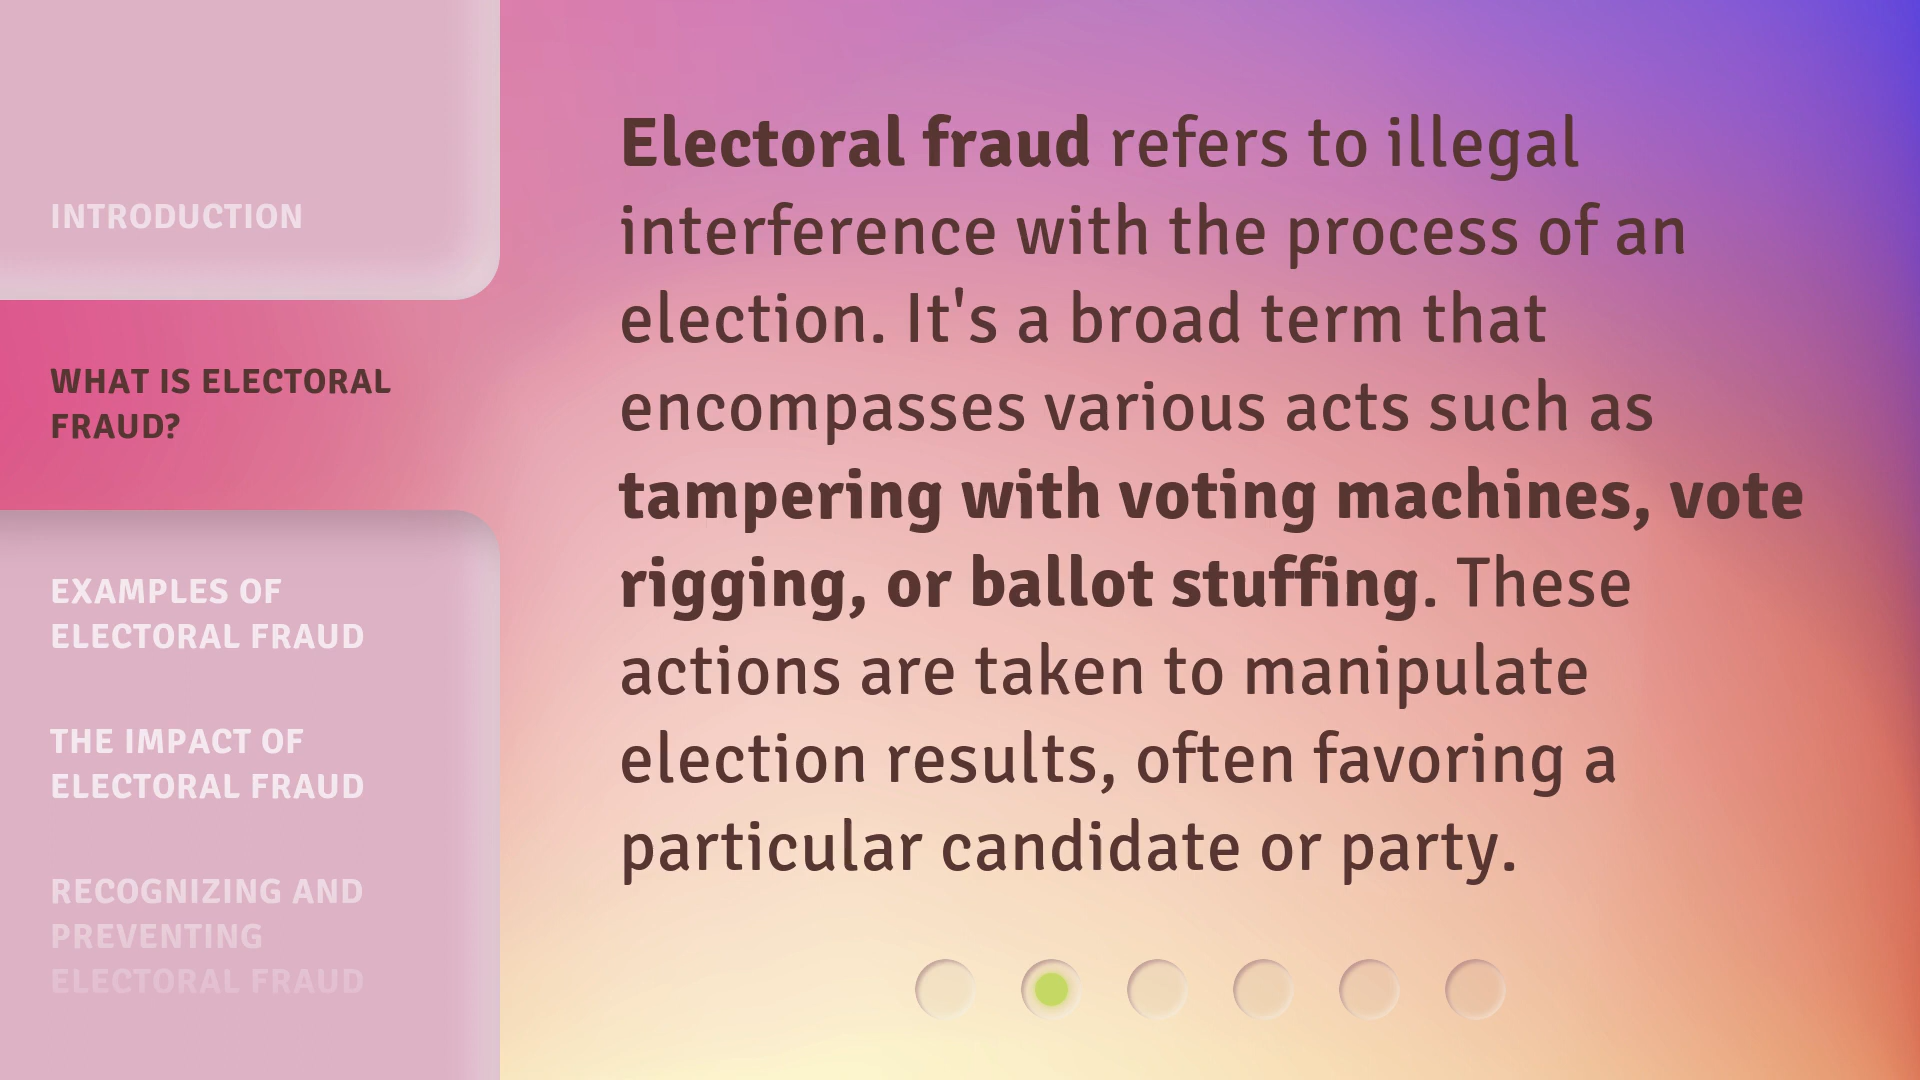 INTRODUCTION
WHAT IS ELECTORAL
FRAUD?
EXAMPLES OF
ELECTORAL FRAUD
THE IMPACT OF
ELECTORAL FRAUD
RECOGNIZING AND
PREVENTING
ELECTORAL FRAUD
Electoral fraud refers to illegal
interference with the process of an
election. It's a broad term that
encompasses various acts such as
tampering with voting machines, vote
rigging, or ballot stuffing. These
actions are taken to manipulate
election results, often favoring a
particular candidate or party.